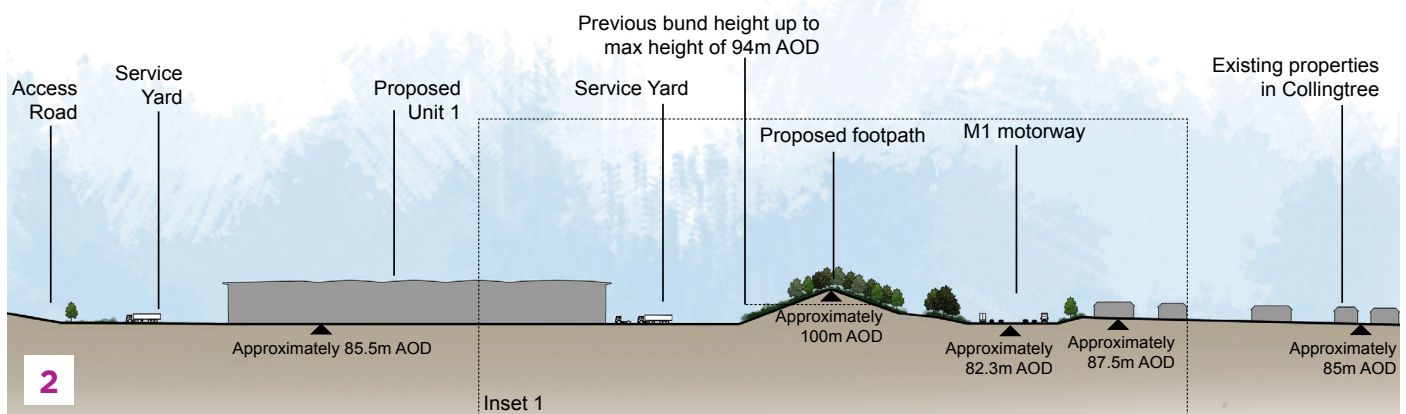 Previous bund height up to
max height of 94m AOD
Access
Road
Service
Yard
Proposed
Unit 1
Service Yard
Proposed footpath
M1 motorway
Existing properties
in Collingtree
Approximately 85.5m AOD
Approximately
100m AOD
Approximately
82.3m AOD
Approximately
87.5m AOD
Approximately
85m AOD
2
Inset 1